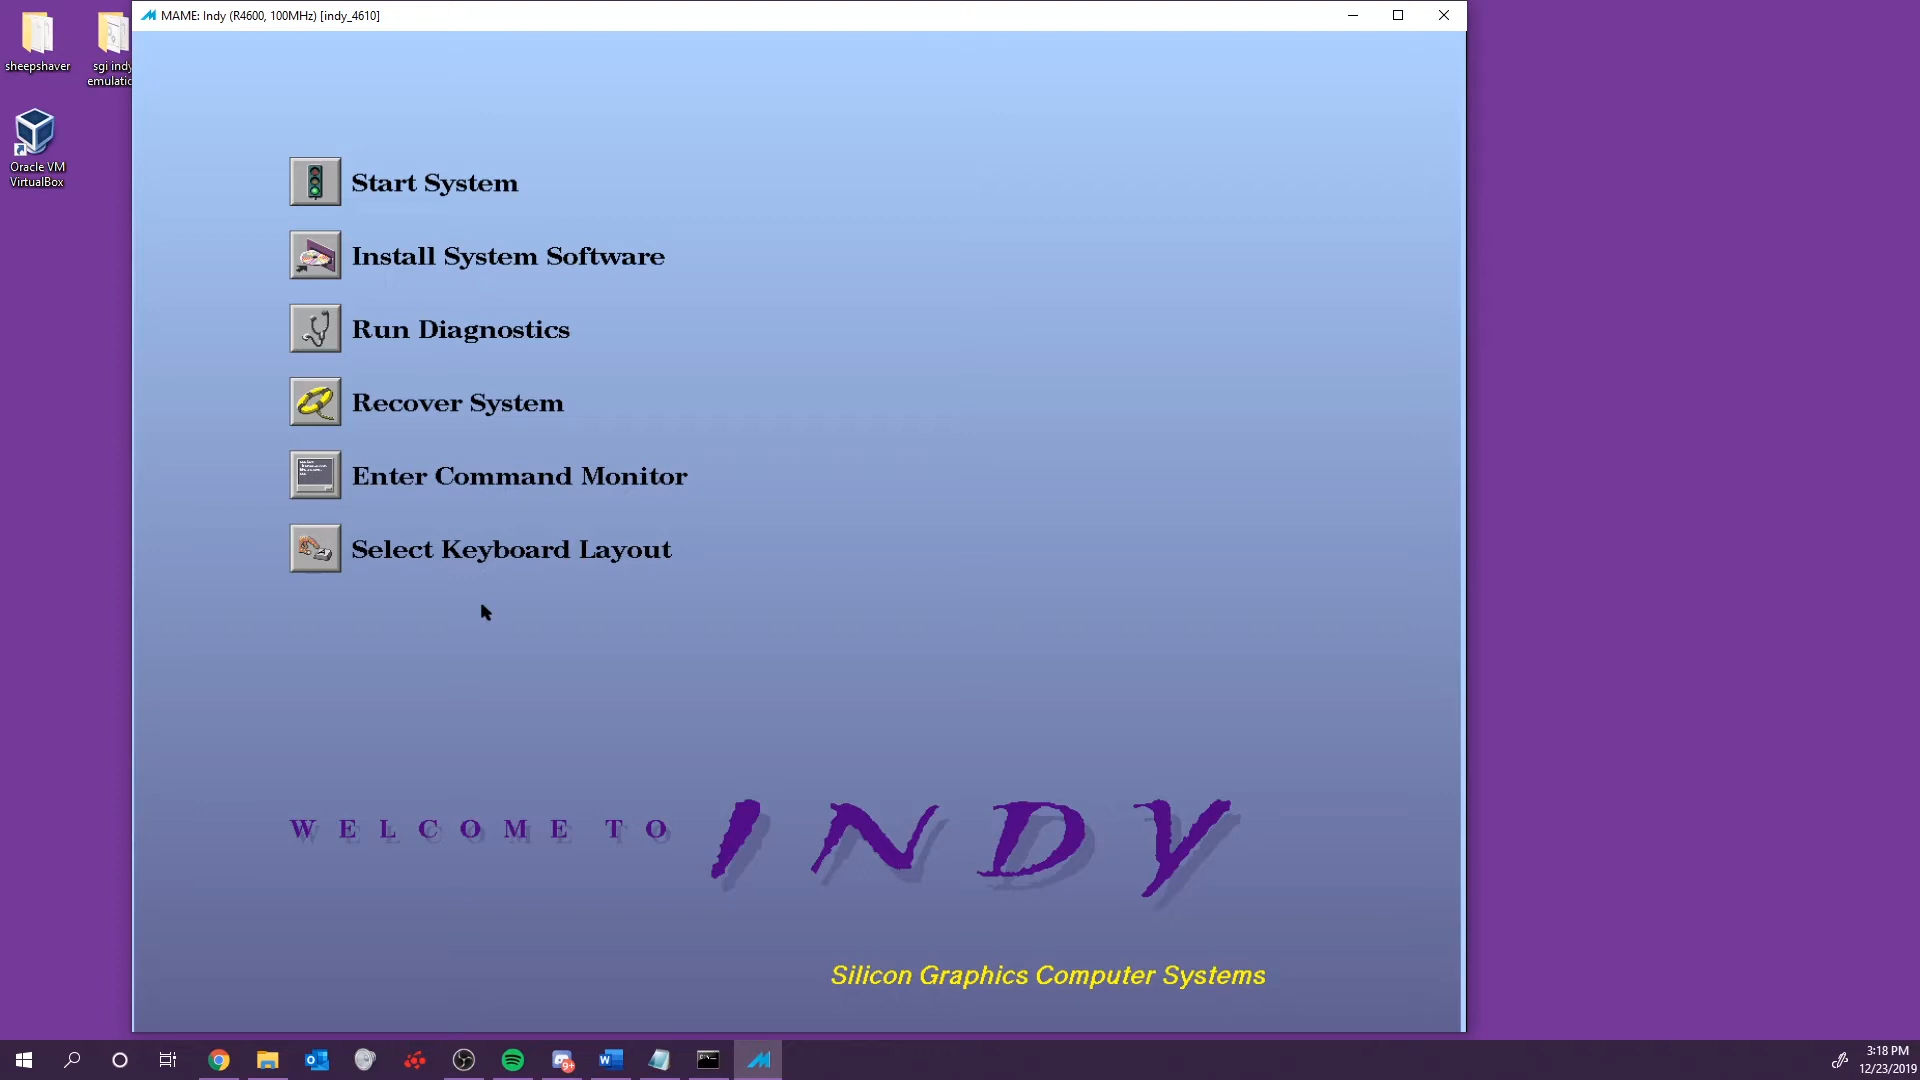 MAME: Indy (R4600, 100MHz) [indy_4610]
sheepshaver
sgi indy
emulatio
Oracle VM
VirtualBox
Start System
Install System Software
Run Diagnostics
Recover System
Enter Command Monitor
Select Keyboard Layout
WELCOME TO INDY
Silicon Graphics Computer Systems
9+
3:18 PM
12/23/2019